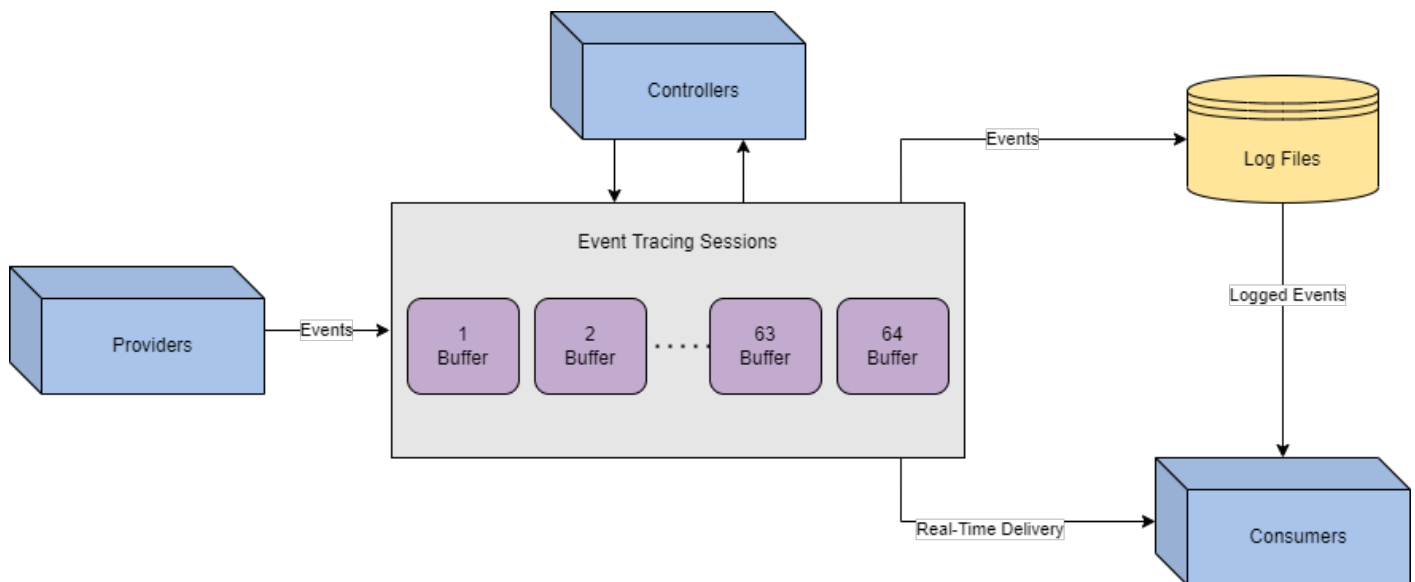 Controllers
Events
Log Files
Event Tracing Sessions
Providers
Events
1
Buffer
2
Buffer
.....
63
Buffer
64
Buffer
Logged Events
Real-Time Delivery
Consumers